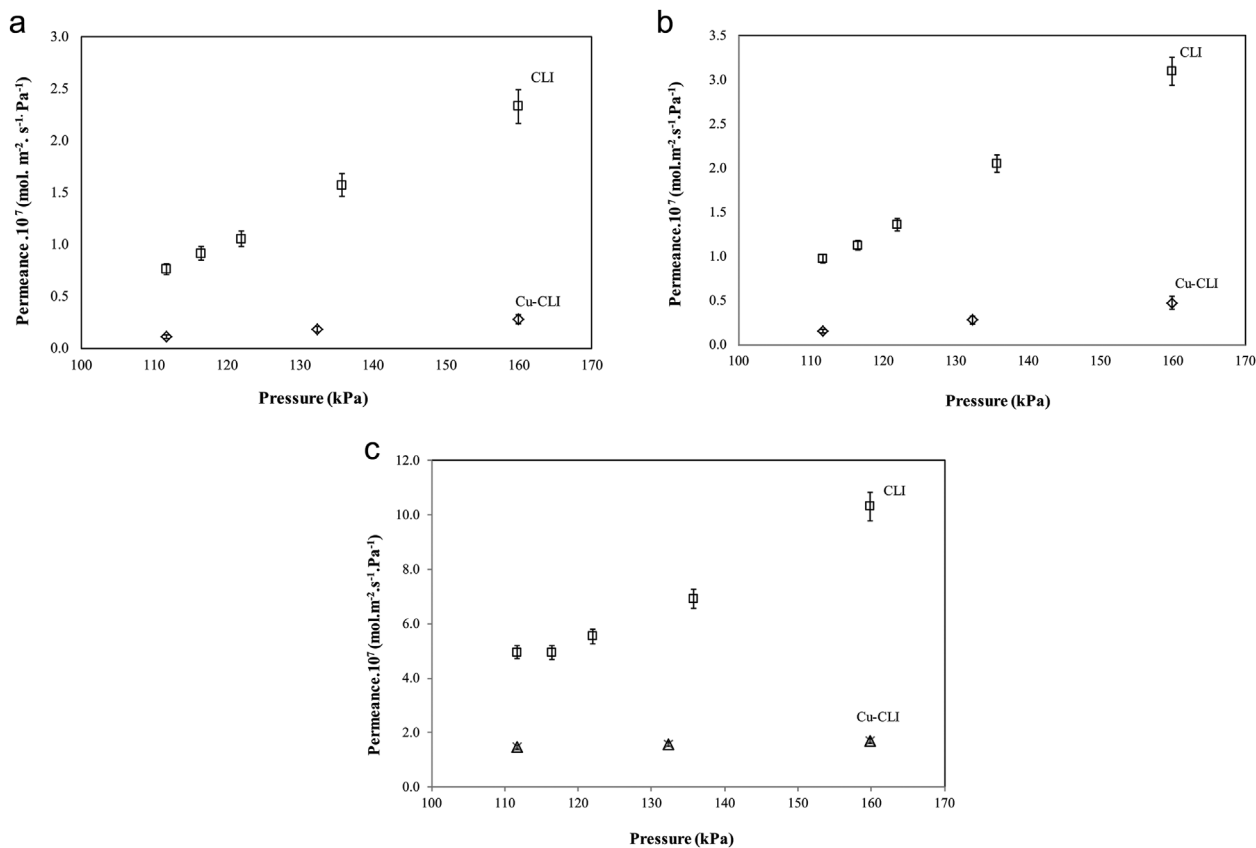 a
Permeance.10⁷ (mol. m⁻². s⁻¹· Pa⁻¹)
3.0
2.5
2.0
1.5
1.0
0.5
0.0
CLI
Cu-CLI
100 110 120 130 140 150 160 170
Pressure (kPa)
b
Permeance.10⁷ (mol.m⁻².s⁻¹.Pa⁻¹)
3.5
3.0
2.5
2.0
1.5
1.0
0.5
0.0
CLI
Cu-CLI
100 110 120 130 140 150 160 170
Pressure (kPa)
c
Permeance.10⁷ (mol.m⁻².s⁻¹.Pa⁻¹)
12.0
10.0
8.0
6.0
4.0
2.0
0.0
CLI
Cu-CLI
100 110 120 130 140 150 160 170
Pressure (kPa)